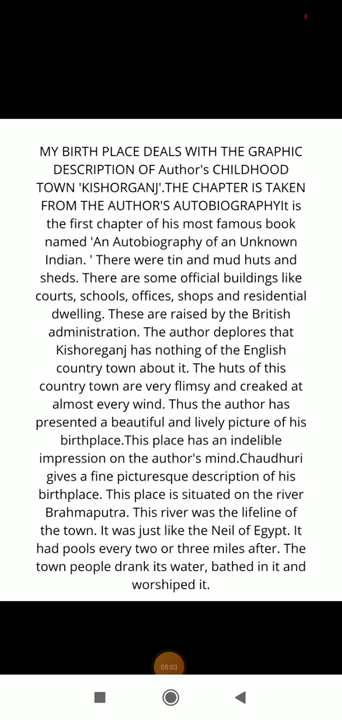 MY BIRTH PLACE DEALS WITH THE GRAPHIC
DESCRIPTION OF Author's CHILDHOOD
TOWN 'KISHORGANJ'.THE CHAPTER IS TAKEN
FROM THE AUTHOR'S AUTOBIOGRAPHYIt is
the first chapter of his most famous book
named 'An Autobiography of an Unknown
Indian. ' There were tin and mud huts and
sheds. There are some official buildings like
courts, schools, offices, shops and residential
dwelling. These are raised by the British
administration. The author deplores that
Kishoreganj has nothing of the English
country town about it. The huts of this
country town are very flimsy and creaked at
almost every wind. Thus the author has
presented a beautiful and lively picture of his
birthplace.This place has an indelible
impression on the author's mind.Chaudhuri
gives a fine picturesque description of his
birthplace. This place is situated on the river
Brahmaputra. This river was the lifeline of
the town. It was just like the Neil of Egypt. It
had pools every two or three miles after. The
town people drank its water, bathed in it and
worshiped it.
05:03